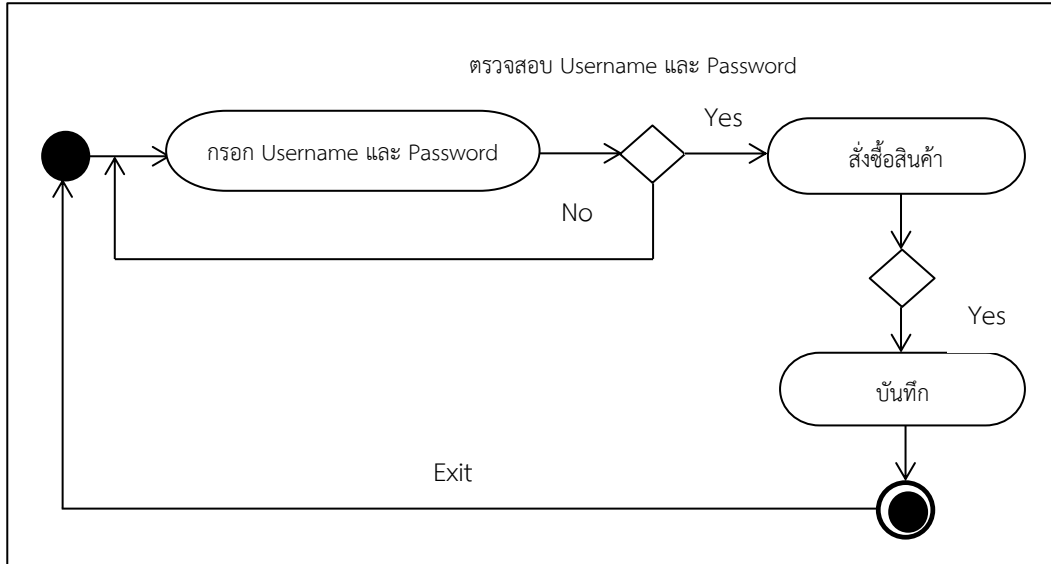 ตรวจสอบ Username และ Password
Yes
กรอก Username และ Password
สั่งซื้อสินค้า
No
Yes
บันทึก
Exit